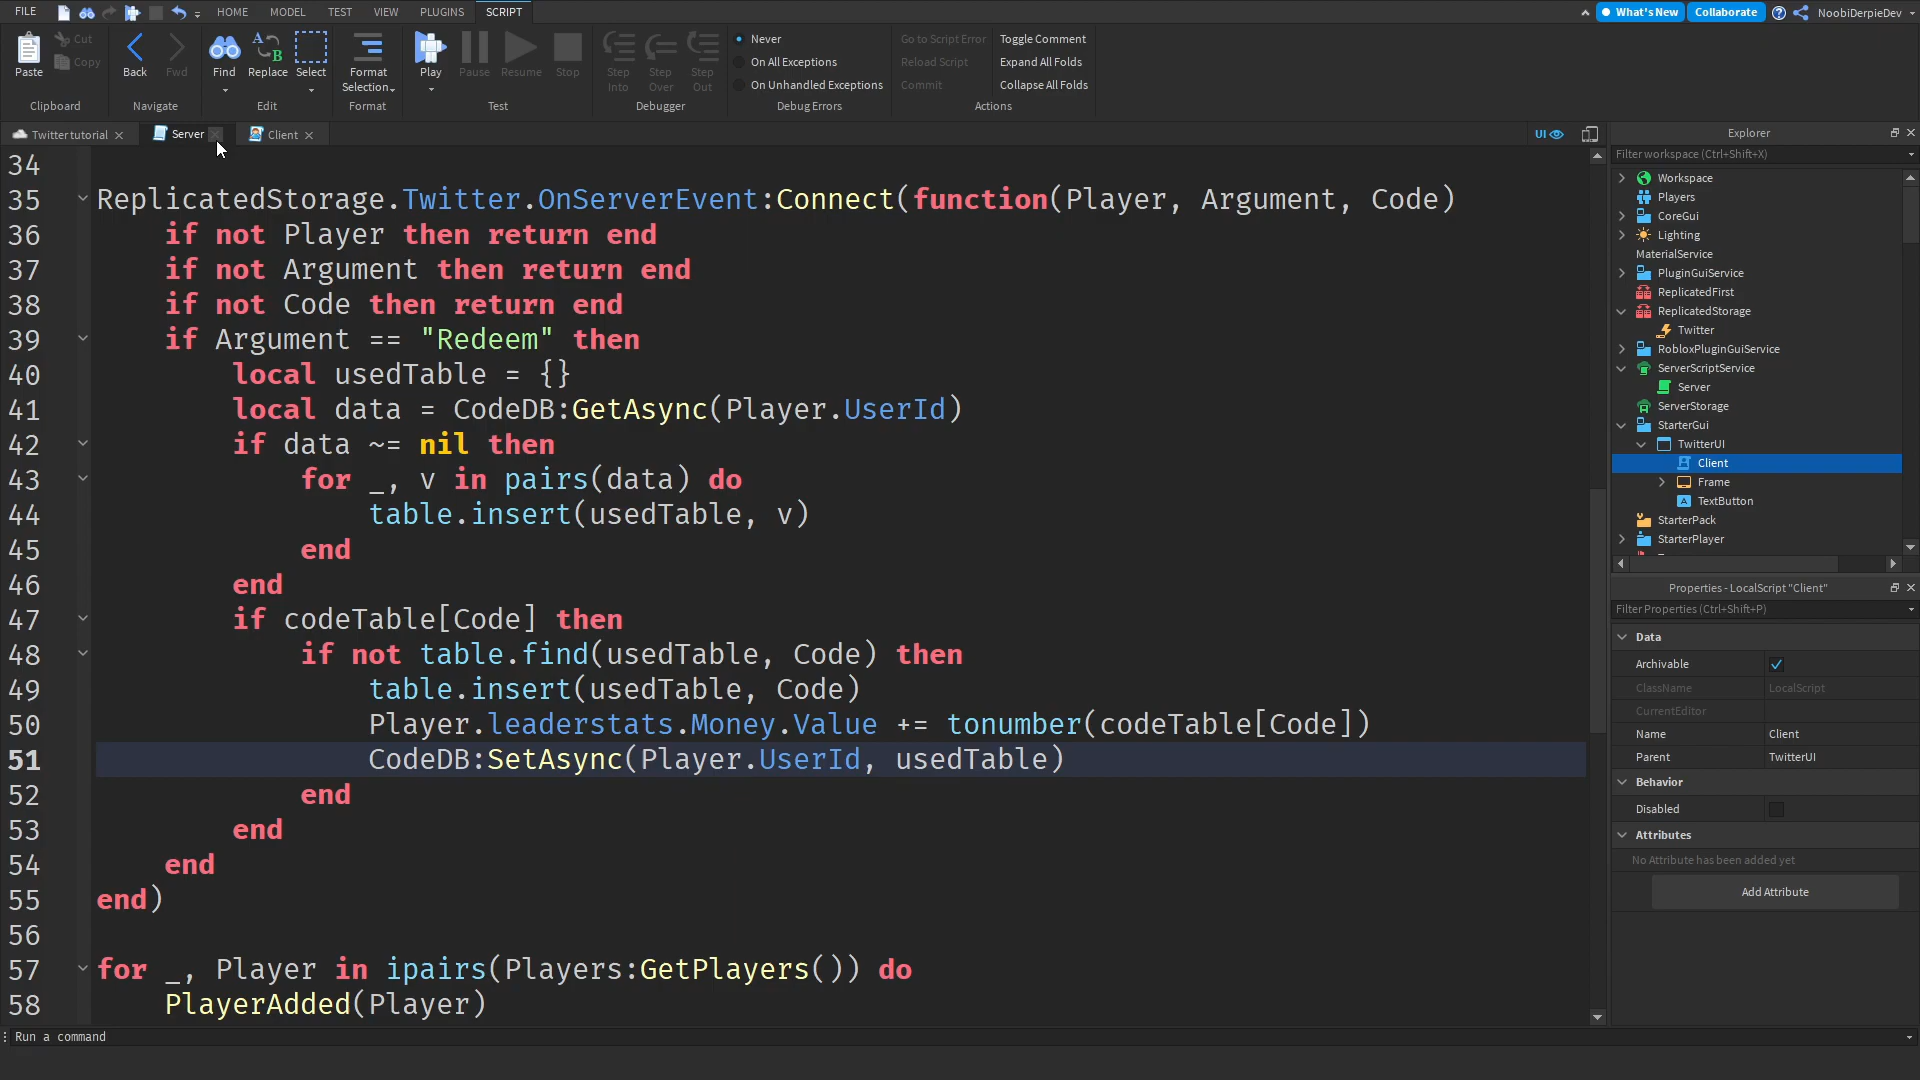 FILE HOME MODEL TEST VIEW PLUGINS SCRIPT What's New Collaborate NoobiDerpieDev
Paste Cut Copy Clipboard
Back Fwd Navigate
Find Replace Select Edit
Format Selection Format
Play Pause Resume Stop Test
Step Into Step Over Step Out Debugger
Never
On All Exceptions
On Unhandled Exceptions
Debug Errors
Go to Script Error Toggle Comment
Reload Script Expand All Folds
Commit Collapse All Folds
Actions
Twitter tutorial Server Client UI
34
35 ReplicatedStorage.Twitter.OnServerEvent:Connect(function(Player, Argument, Code)
36 if not Player then return end
37 if not Argument then return end
38 if not Code then return end
39 if Argument == "Redeem" then
40 local usedTable = {}
41 local data = CodeDB:GetAsync(Player.UserId)
42 if data ~= nil then
43 for _, v in pairs(data) do
44 table.insert(usedTable, v)
45 end
46 end
47 if codeTable[Code] then
48 if not table.find(usedTable, Code) then
49 table.insert(usedTable, Code)
50 Player.leaderstats.Money.Value += tonumber(codeTable[Code])
51 CodeDB:SetAsync(Player.UserId, usedTable)
52 end
53 end
54 end
55 end)
56
57 for _, Player in ipairs(Players:GetPlayers()) do
58 PlayerAdded(Player)
Run a command
Explorer
Filter workspace (Ctrl+Shift+X)
Workspace
Players
CoreGui
Lighting
MaterialService
PluginGuiService
ReplicatedFirst
ReplicatedStorage
Twitter
RobloxPluginGuiService
ServerScriptService
Server
ServerStorage
StarterGui
TwitterUI
Client
Frame
TextButton
StarterPack
StarterPlayer
Properties - LocalScript "Client"
Filter Properties (Ctrl+Shift+P)
Data
Archivable
ClassName LocalScript
CurrentEditor
Name Client
Parent TwitterUI
Behavior
Disabled
Attributes
No Attribute has been added yet
Add Attribute